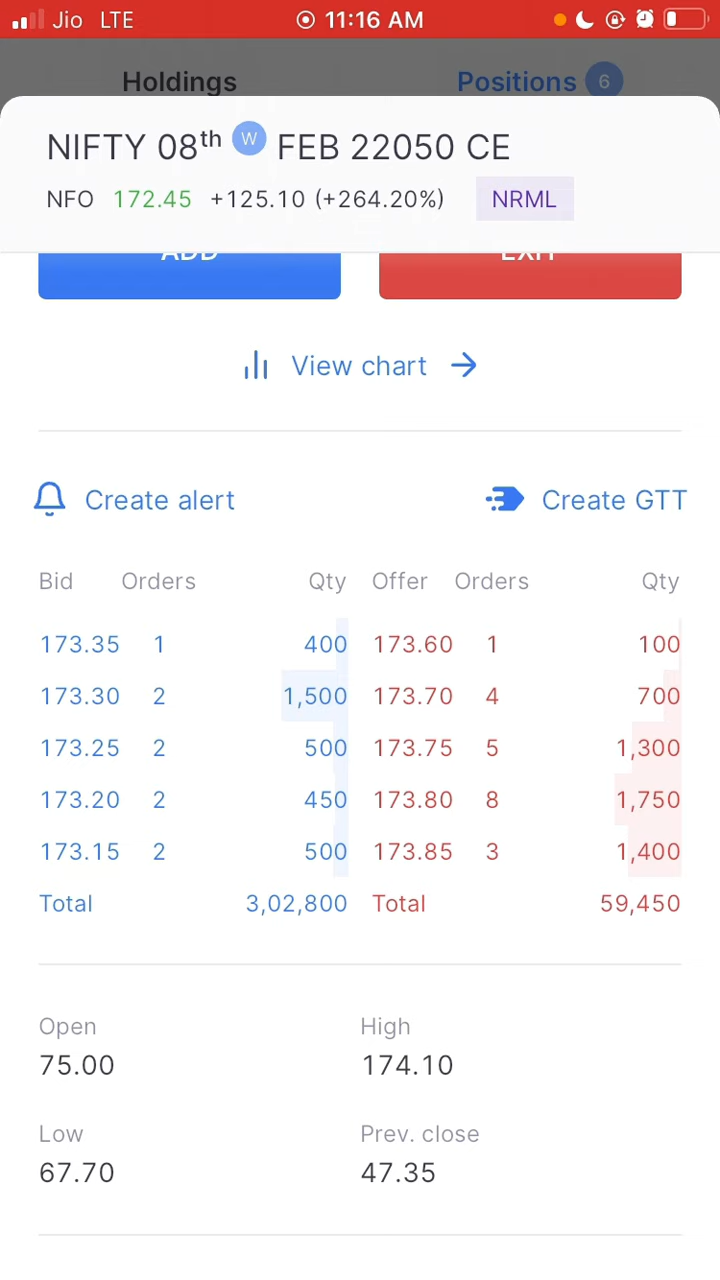 Jio LTE 11:16 AM
Holdings Positions 6
NIFTY 08th W FEB 22050 CE
NFO 172.45 +125.10 (+264.20%) NRML
ADD EXIT
View chart
Create alert Create GTT
Bid Orders Qty Offer Orders Qty
173.35 1 400 173.60 1 100
173.30 2 1,500 173.70 4 700
173.25 2 500 173.75 5 1,300
173.20 2 450 173.80 8 1,750
173.15 2 500 173.85 3 1,400
Total 3,02,800 Total 59,450
Open High
75.00 174.10
Low Prev. close
67.70 47.35